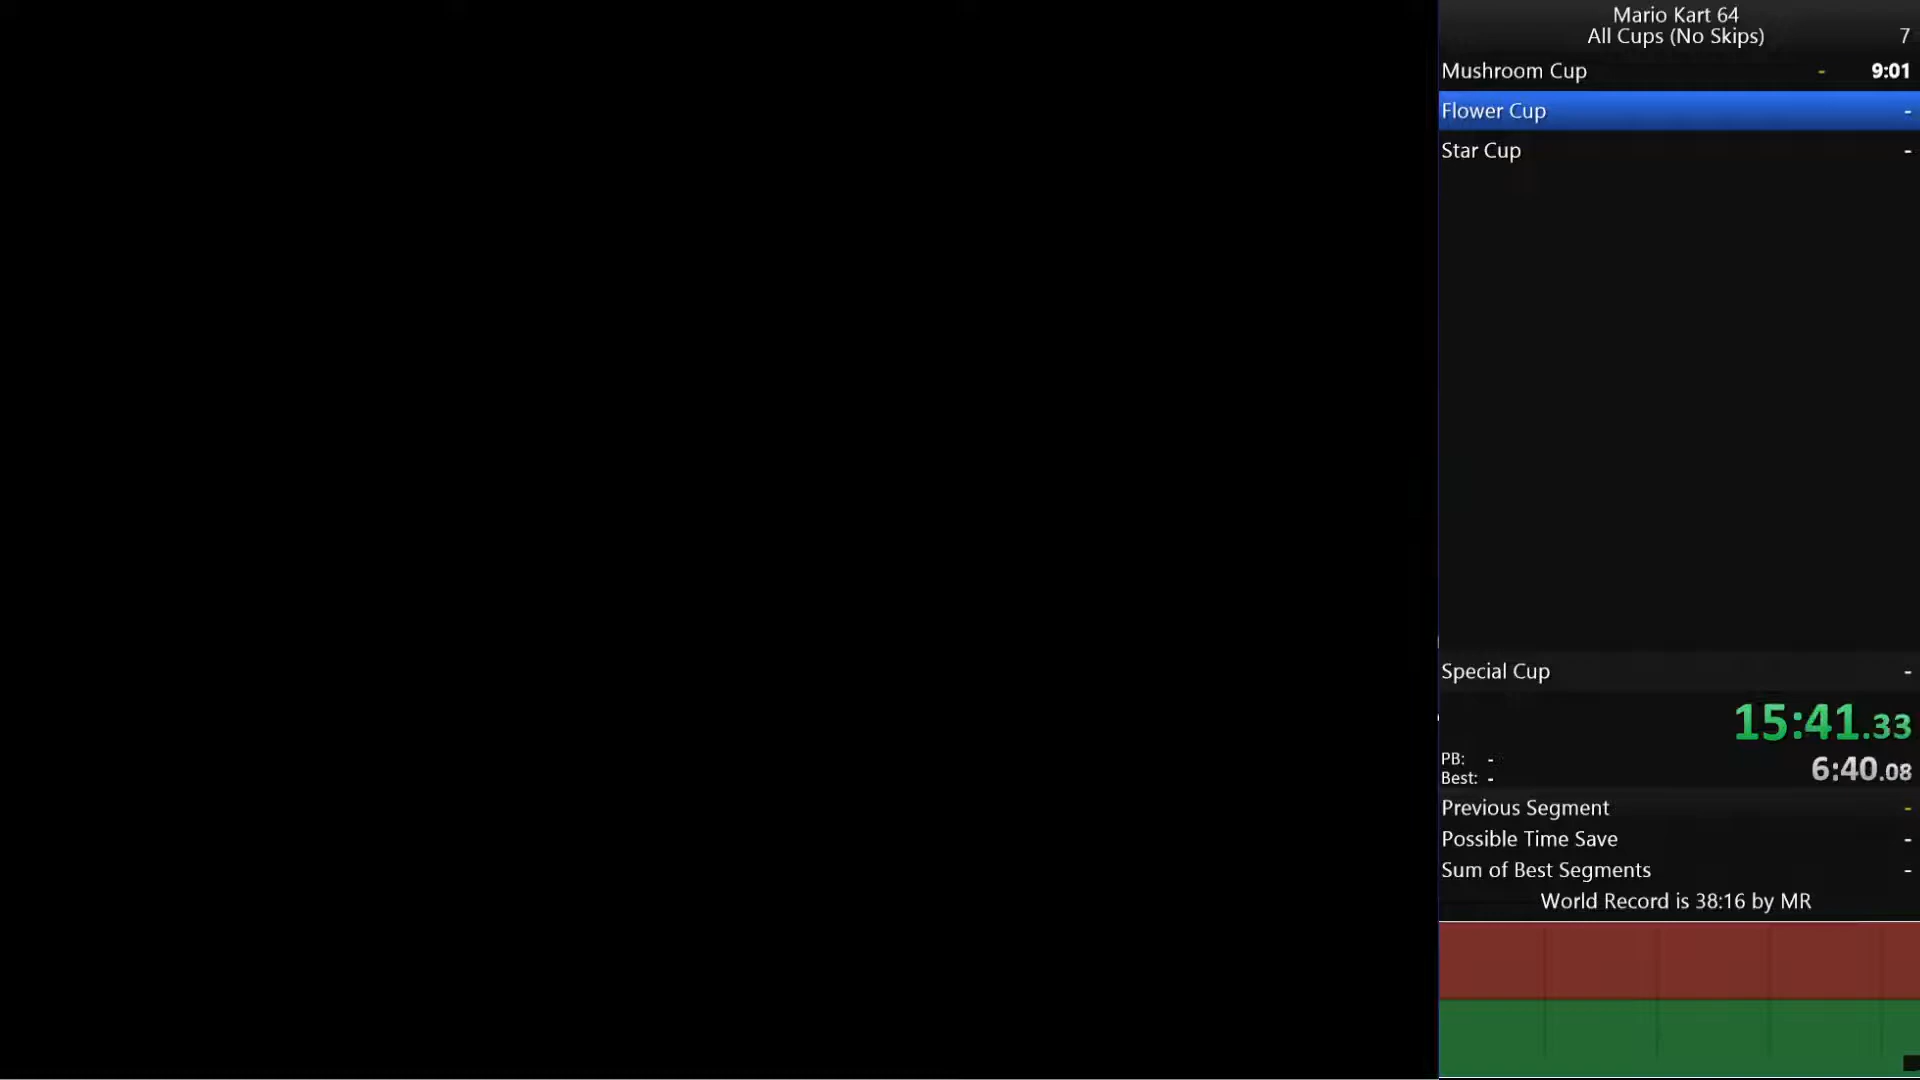 Mario Kart 64
All Cups (No Skips) 7
Mushroom Cup - 9:01
Flower Cup -
Star Cup -
Special Cup -
15:41.33
PB: -
6:40.08
Best: -
Previous Segment -
Possible Time Save -
Sum of Best Segments -
World Record is 38:16 by MR